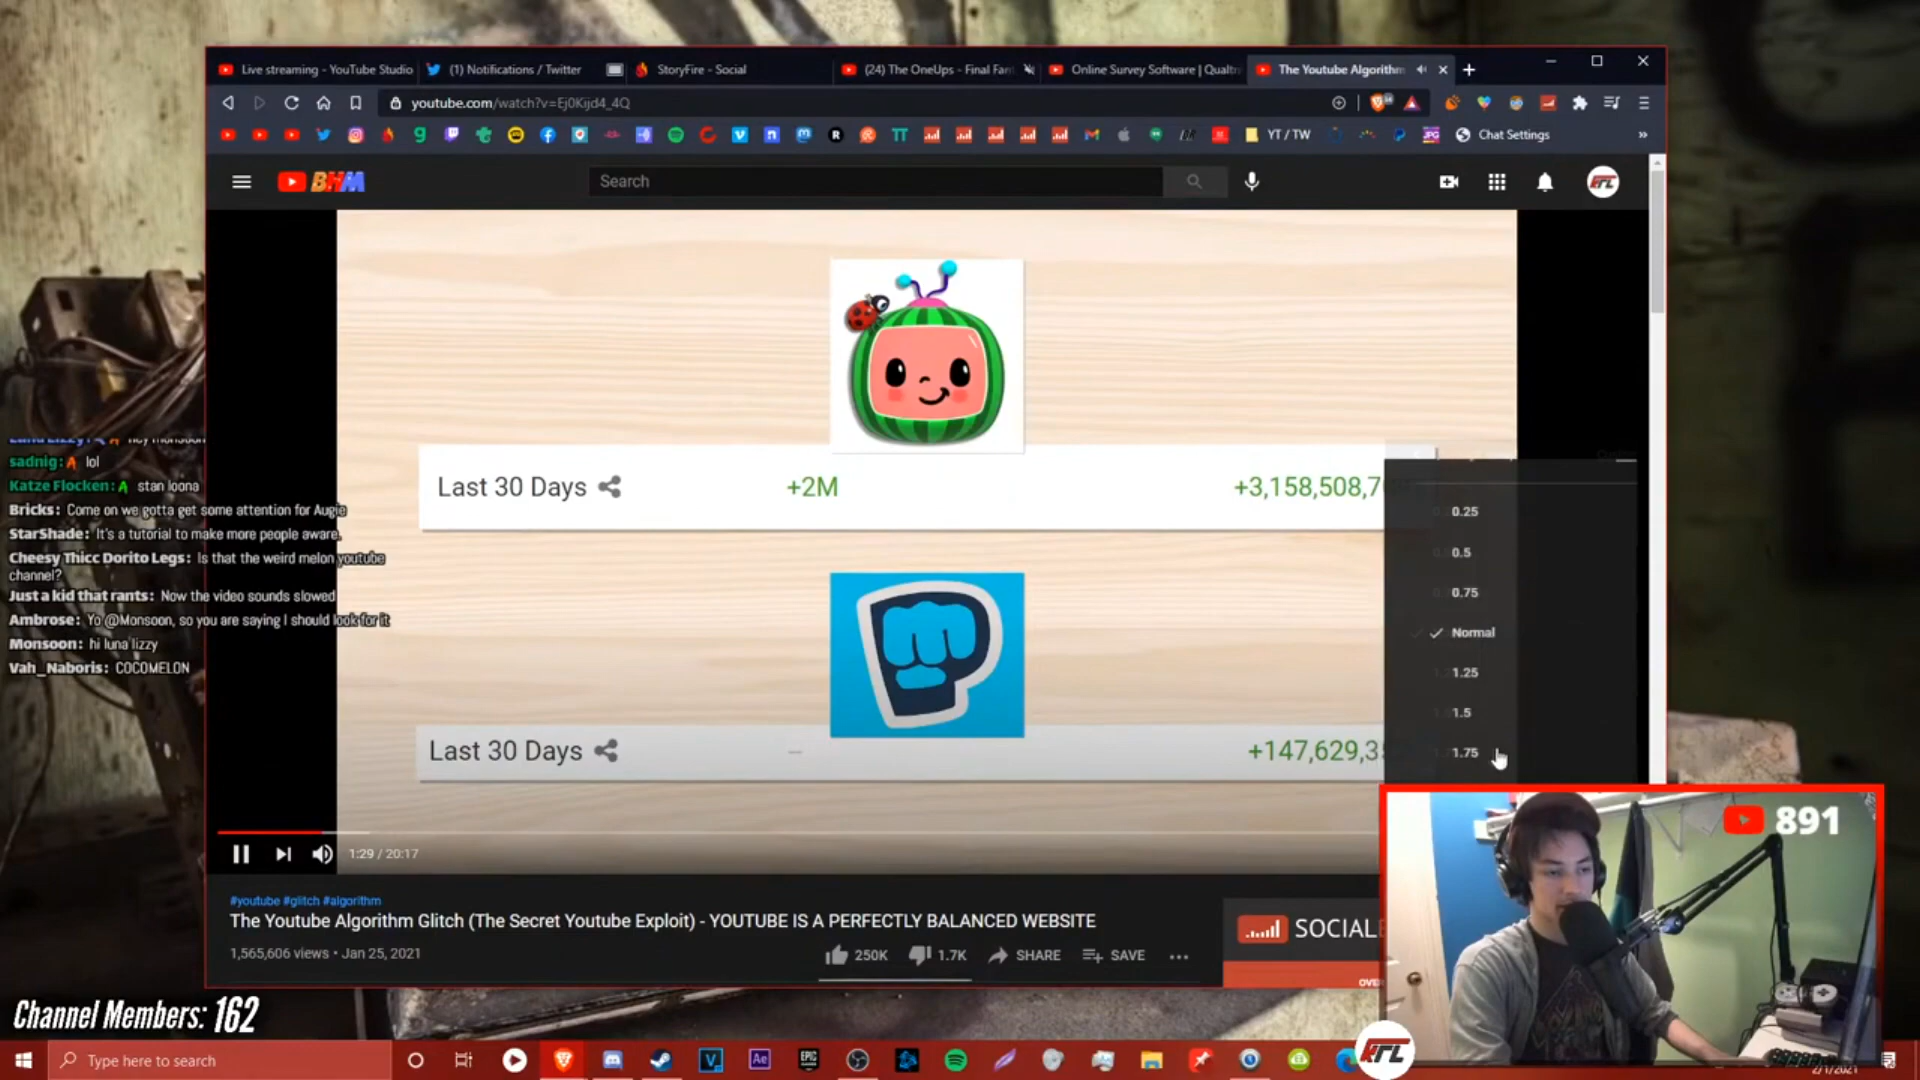 Live streaming - YouTube Studio
(1) Notifications / Twitter
StoryFire - Social
(24) The OneUps - Final Fan
Online Survey Software | Qualtr
The Youtube Algorithm
youtube.com/watch?v=Ej0Kijd4_4Q
YT / TW
Chat Settings
BHM
Search
hey monsoon
sadnig: lol
Katze Flocken: stan loona
Bricks: Come on we gotta get some attention for Augie
StarShade: It's a tutorial to make more people aware.
Cheesy Thicc Dorito Legs: Is that the weird melon youtube
channel?
Just a kid that rants: Now the video sounds slowed
Ambrose: Yo @Monsoon, so you are saying I should look for it
Monsoon: hi luna lizzy
Vah_Naboris: COCOMELON
Last 30 Days
+2M
+3,158,508,7
Last 30 Days
—
+147,629,3
0.25
0.5
0.75
Normal
1.25
1.5
1.75
1:29 / 20:17
#youtube #glitch #algorithm
The Youtube Algorithm Glitch (The Secret Youtube Exploit) - YOUTUBE IS A PERFECTLY BALANCED WEBSITE
1,565,606 views • Jan 25, 2021
250K
1.7K
SHARE
SAVE
SOCIAL
OVE
891
Channel Members: 162
Type here to search
2/1/2021